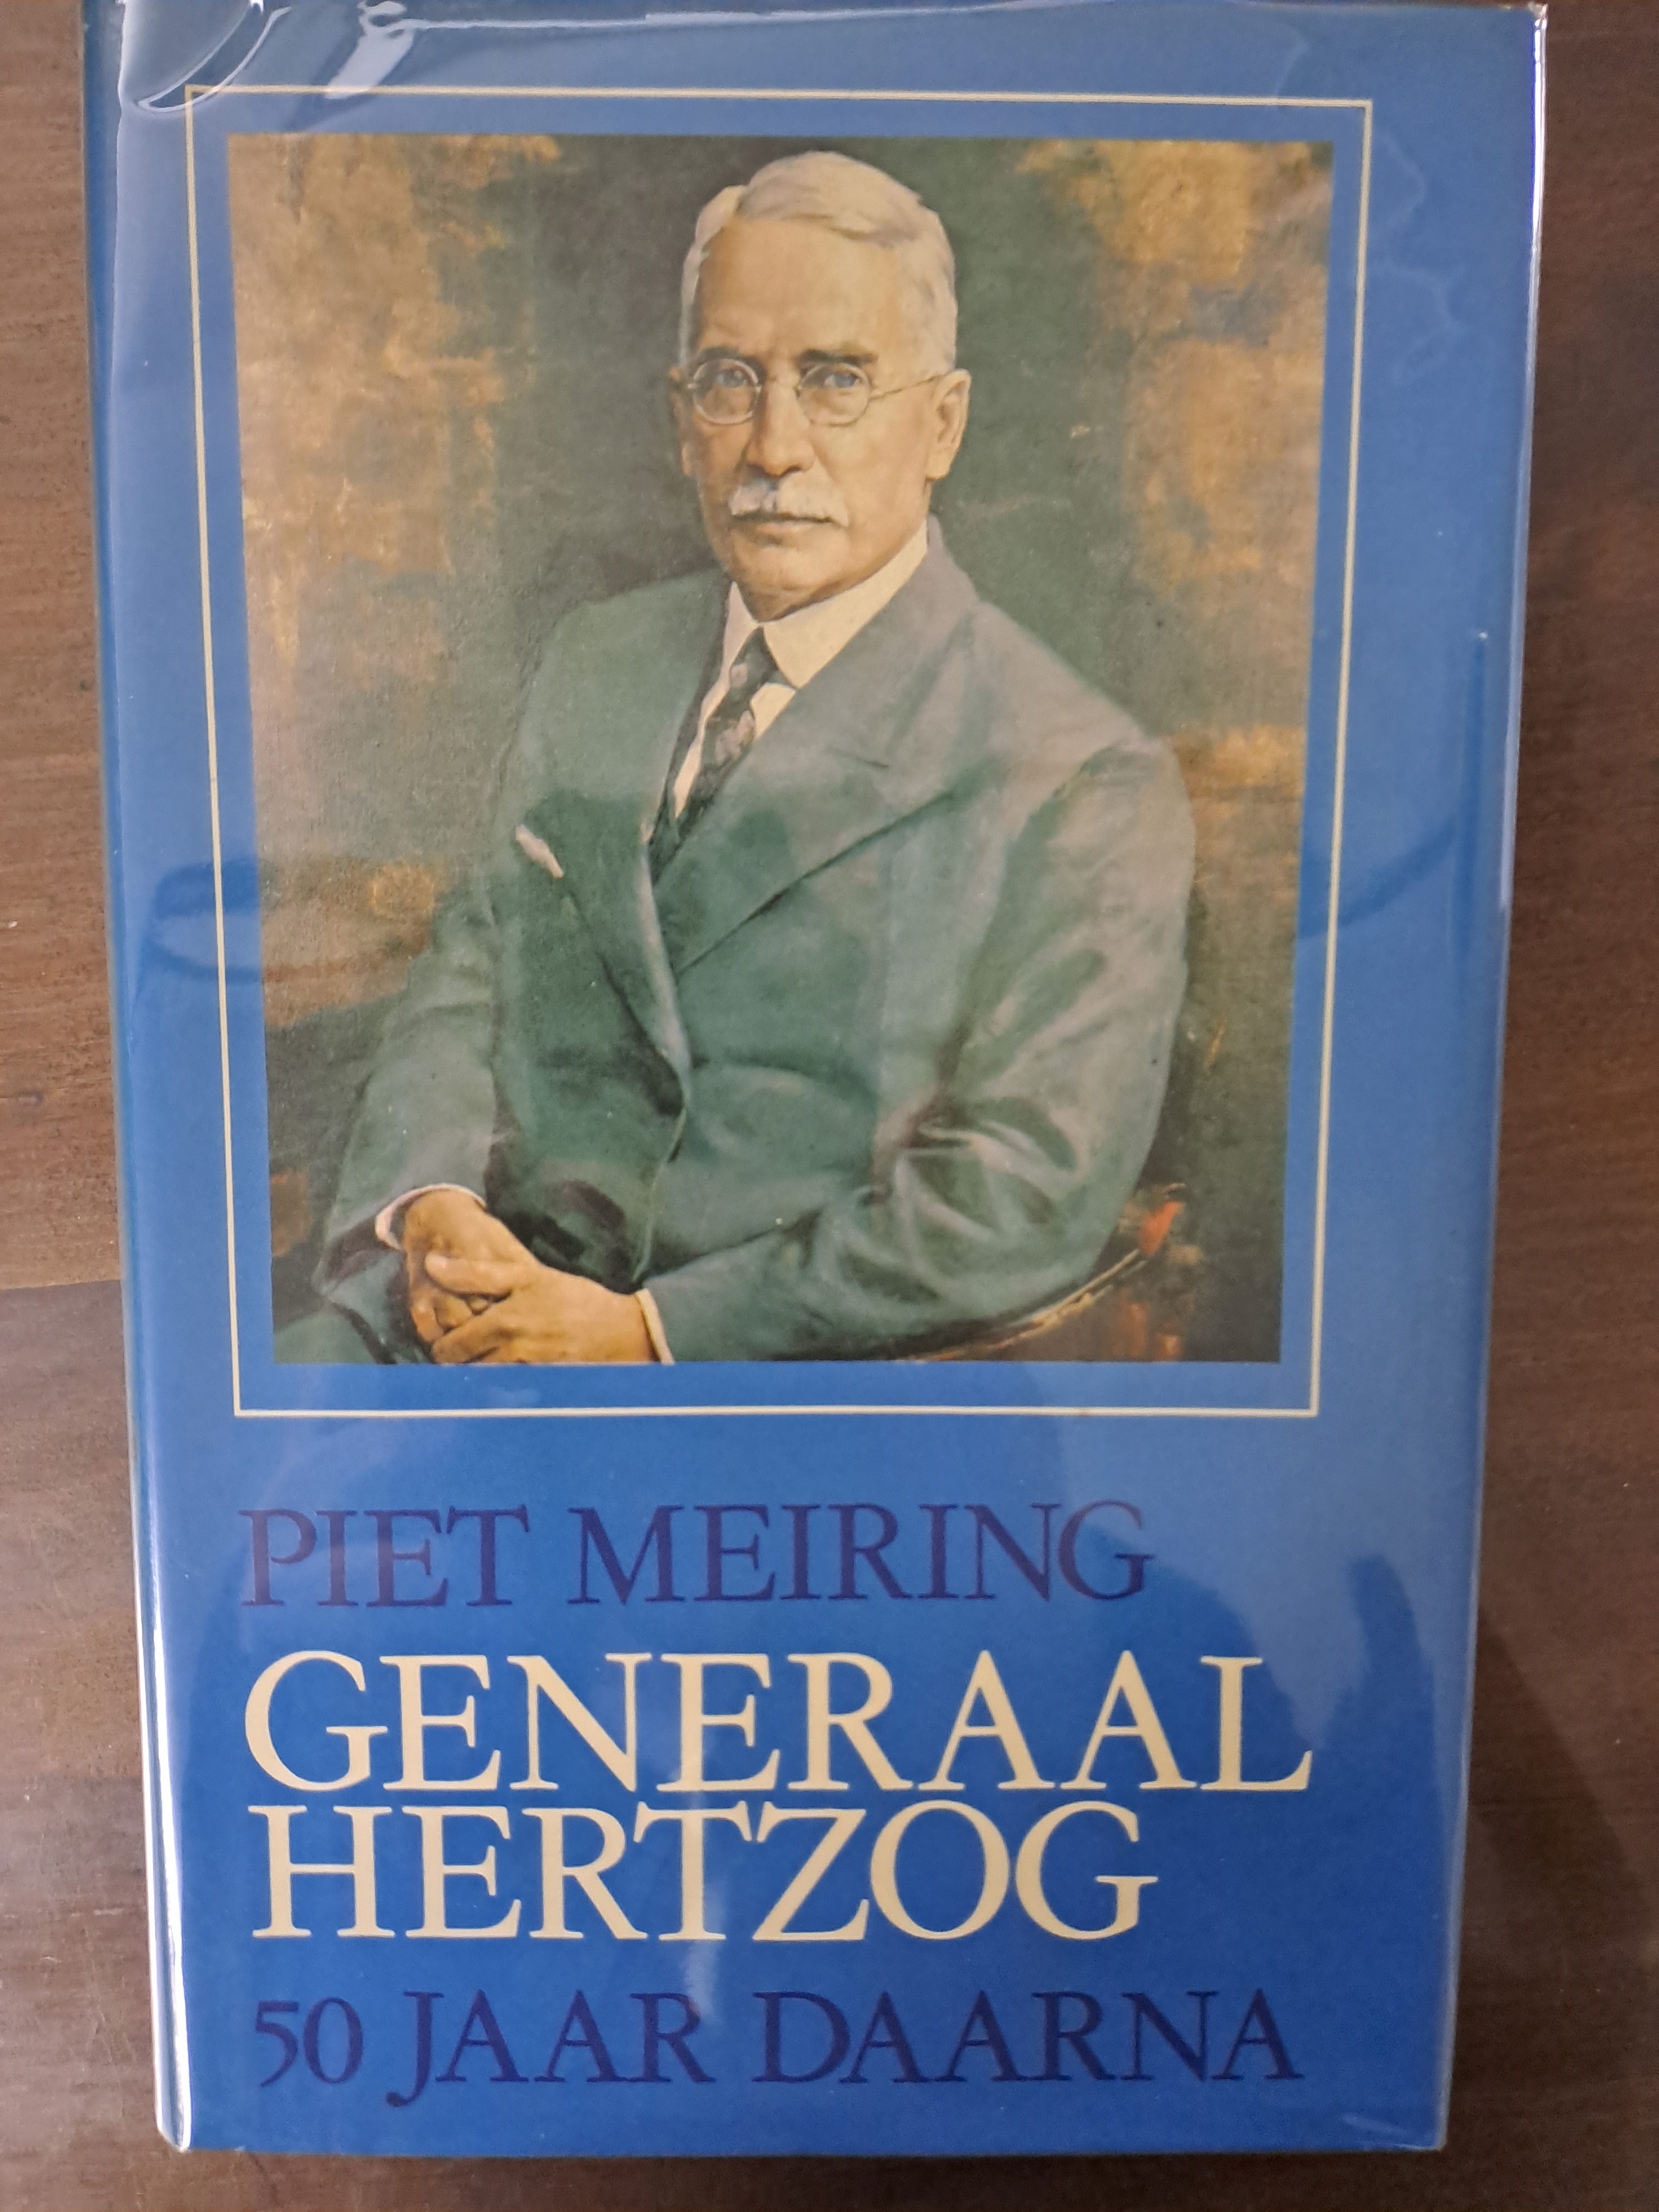 PIET MEIRING
GENERAAL
HERTZOG
50 JAAR DAARNA